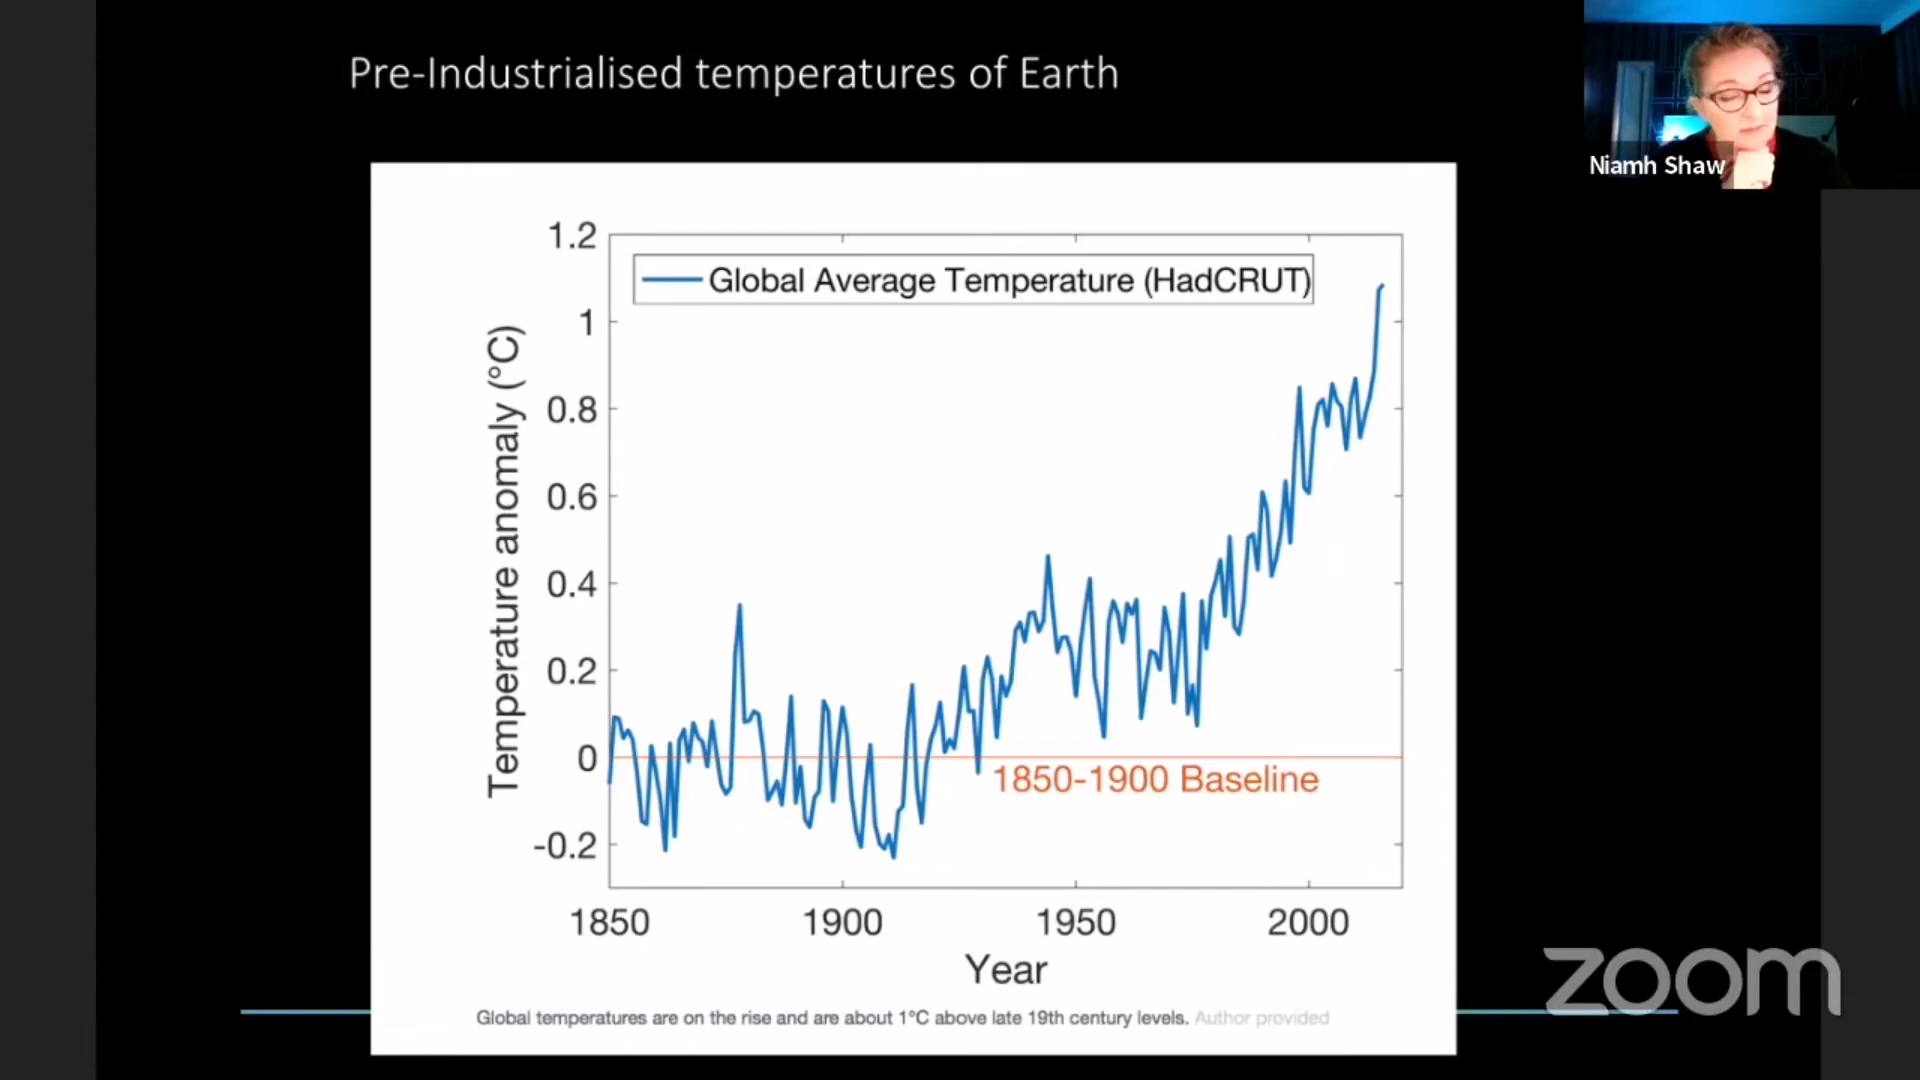 Pre-Industrialised temperatures of Earth
Niamh Shaw
1.2
1
0.8
0.6
0.4
0.2
0
-0.2
Temperature anomaly (°C)
Global Average Temperature (HadCRUT)
1850-1900 Baseline
1850 1900 1950 2000
Year
Global temperatures are on the rise and are about 1°C above late 19th century levels. Author provided
zoom